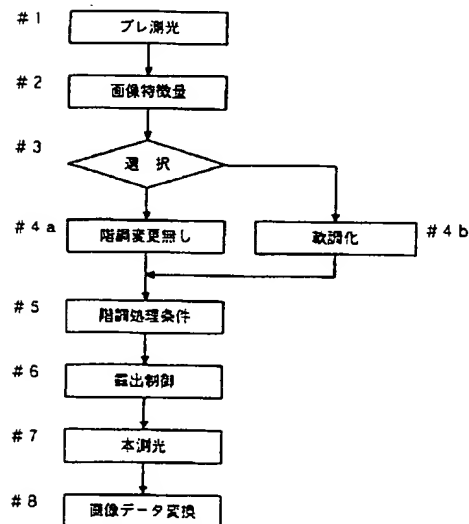 #1 プレ測光
#2 画像特徴量
#3 選択
#4a 階調変更無し 軟調化 #4b
#5 階調処理条件
#6 露出制御
#7 本測光
#8 画像データ変換